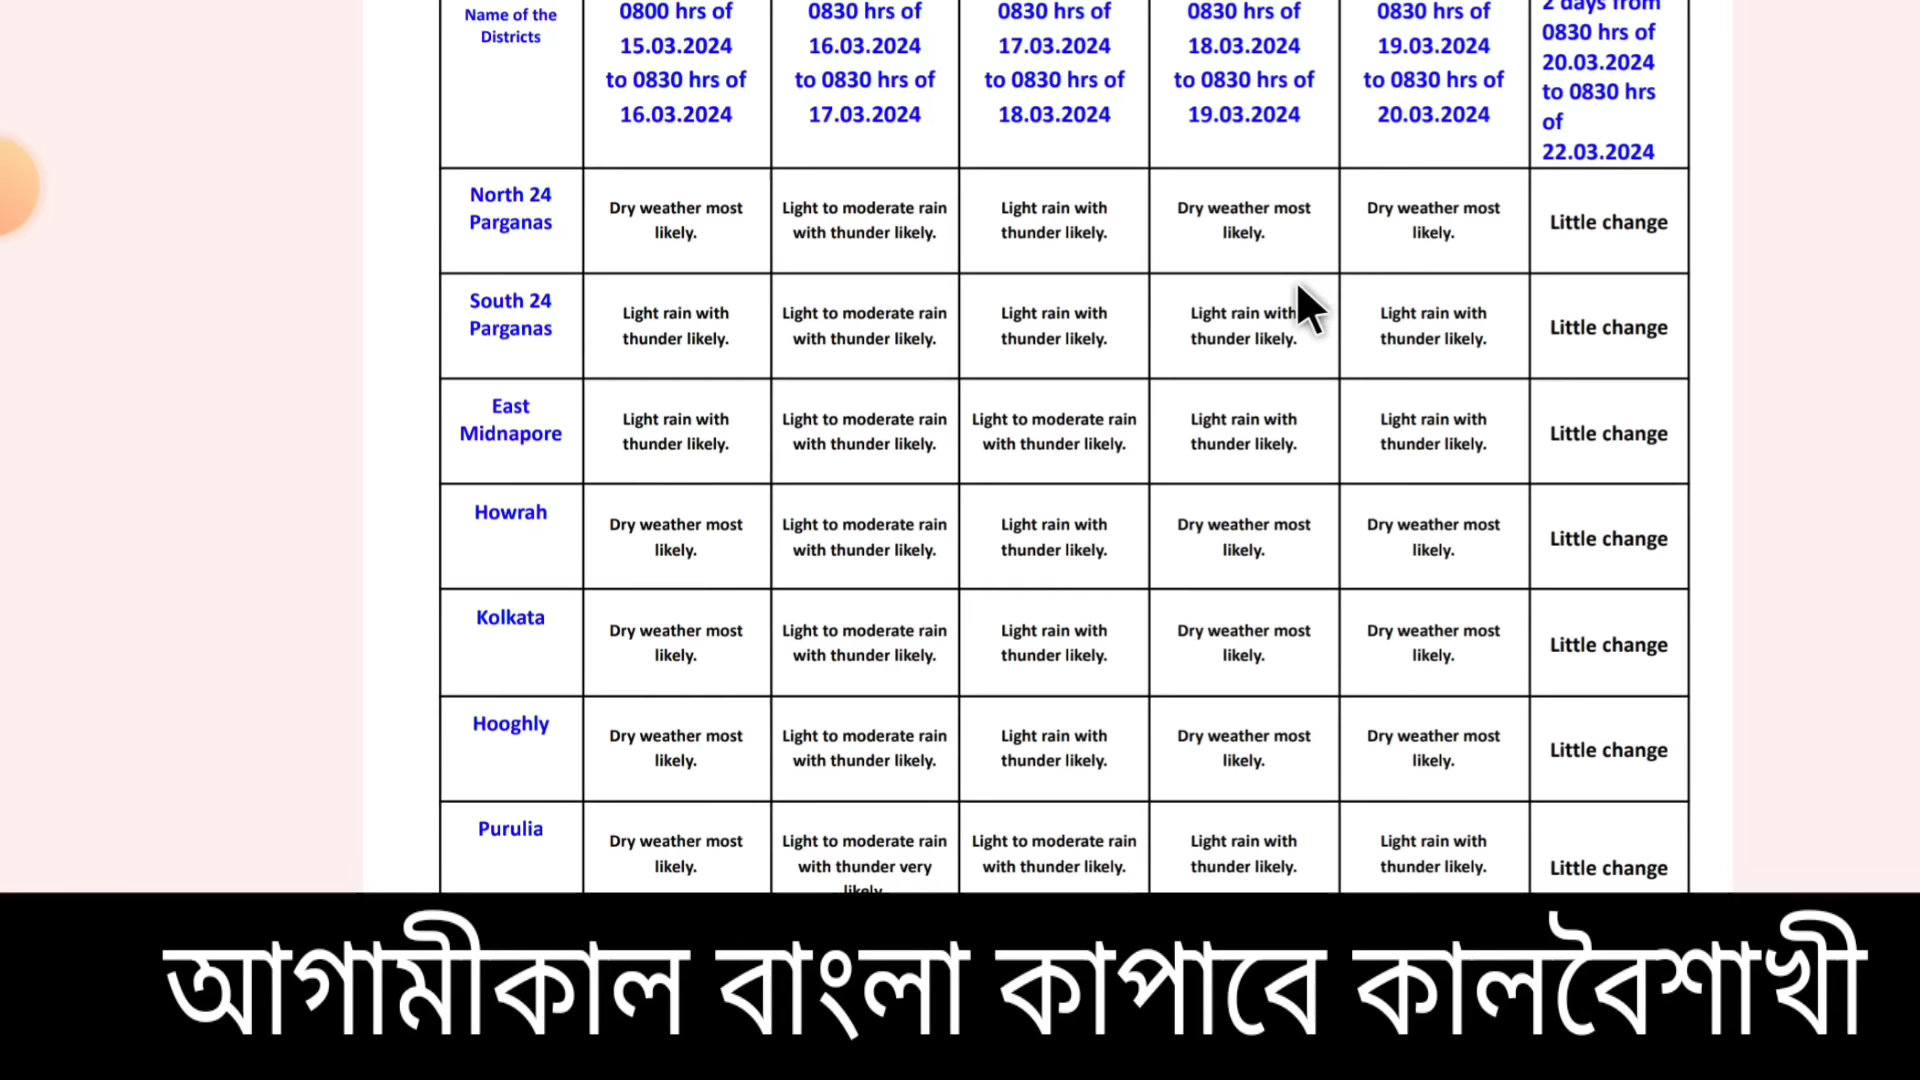 Name of the
Districts
0800 hrs of
15.03.2024
to 0830 hrs of
16.03.2024
0830 hrs of
16.03.2024
to 0830 hrs of
17.03.2024
0830 hrs of
17.03.2024
to 0830 hrs of
18.03.2024
0830 hrs of
18.03.2024
to 0830 hrs of
19.03.2024
0830 hrs of
19.03.2024
to 0830 hrs of
20.03.2024
2 days from
0830 hrs of
20.03.2024
to 0830 hrs
of
22.03.2024
North 24
Parganas
Dry weather most
likely.
Light to moderate rain
with thunder likely.
Light rain with
thunder likely.
Dry weather most
likely.
Dry weather most
likely.
Little change
South 24
Parganas
Light rain with
thunder likely.
Light to moderate rain
with thunder likely.
Light rain with
thunder likely.
Light rain with
thunder likely.
Light rain with
thunder likely.
Little change
East
Midnapore
Light rain with
thunder likely.
Light to moderate rain
with thunder likely.
Light to moderate rain
with thunder likely.
Light rain with
thunder likely.
Light rain with
thunder likely.
Little change
Howrah
Dry weather most
likely.
Light to moderate rain
with thunder likely.
Light rain with
thunder likely.
Dry weather most
likely.
Dry weather most
likely.
Little change
Kolkata
Dry weather most
likely.
Light to moderate rain
with thunder likely.
Light rain with
thunder likely.
Dry weather most
likely.
Dry weather most
likely.
Little change
Hooghly
Dry weather most
likely.
Light to moderate rain
with thunder likely.
Light rain with
thunder likely.
Dry weather most
likely.
Dry weather most
likely.
Little change
Purulia
Dry weather most
likely.
Light to moderate rain
with thunder very
likely
Light to moderate rain
with thunder likely.
Light rain with
thunder likely.
Light rain with
thunder likely.
Little change
আগামীকাল বাংলা কাপাবে কালবৈশাখী